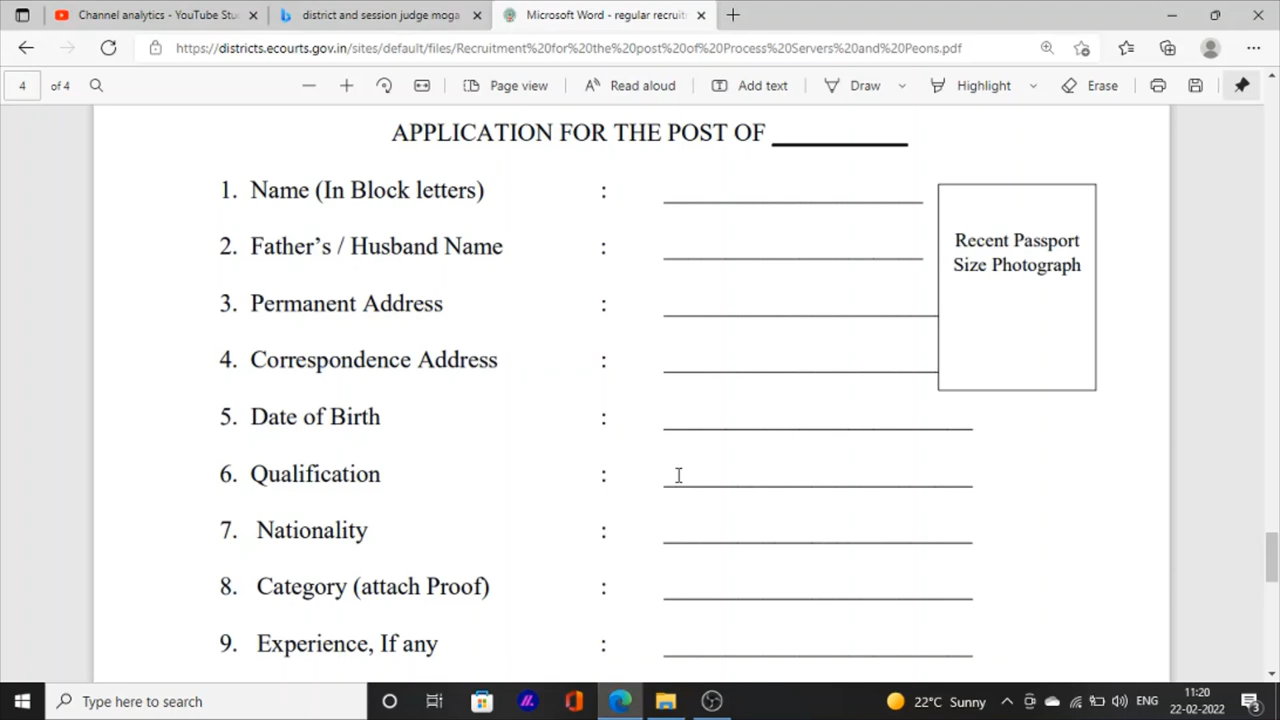 Channel analytics - YouTube Stu
district and session judge moga
Microsoft Word - regular recruit
https://districts.ecourts.gov.in/sites/default/files/Recruitment%20for%20the%20post%20of%20Process%20Servers%20and%20Peons.pdf
4 of 4
Page view
Read aloud
Add text
Draw
Highlight
Erase
APPLICATION FOR THE POST OF __________
1. Name (In Block letters) :
2. Father's / Husband Name :
Recent Passport
Size Photograph
3. Permanent Address :
4. Correspondence Address :
5. Date of Birth :
6. Qualification :
7. Nationality :
8. Category (attach Proof) :
9. Experience, If any :
Type here to search
22°C Sunny
ENG
11:20
22-02-2022
3